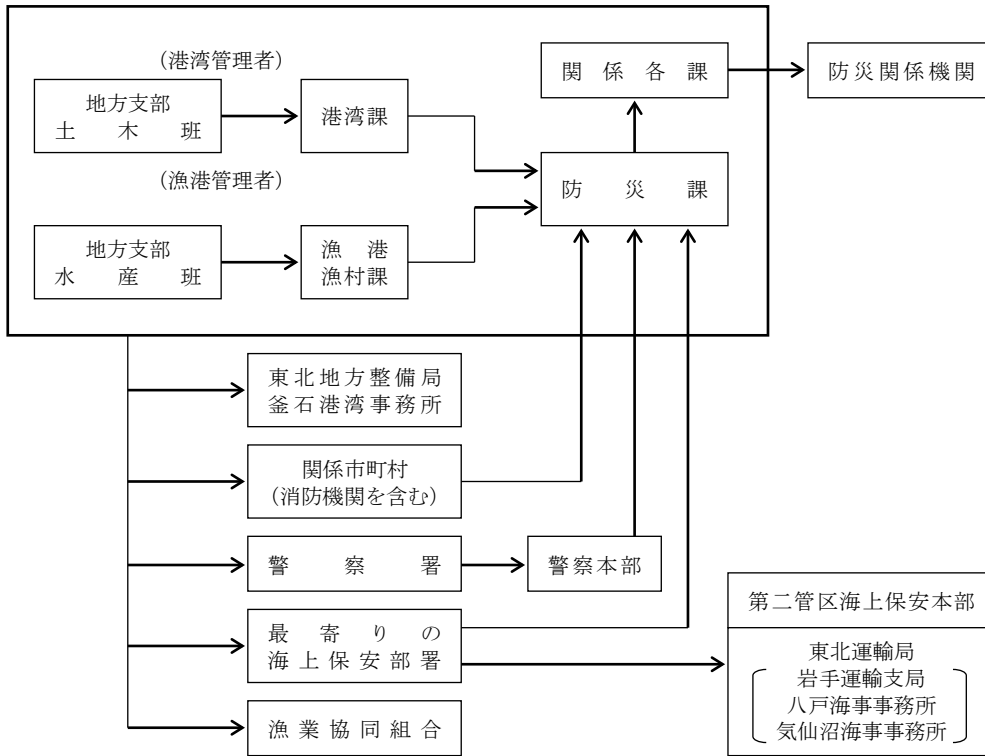 (港湾管理者)
地方支部
土木班
港湾課
関係各課
防災関係機関
防災課
(漁港管理者)
地方支部
水産班
漁港
漁村課
東北地方整備局
釜石港湾事務所
関係市町村
(消防機関を含む)
警察署
警察本部
最寄りの
海上保安部署
漁業協同組合
第二管区海上保安本部
東北運輸局
岩手運輸支局
八戸海事事務所
気仙沼海事事務所